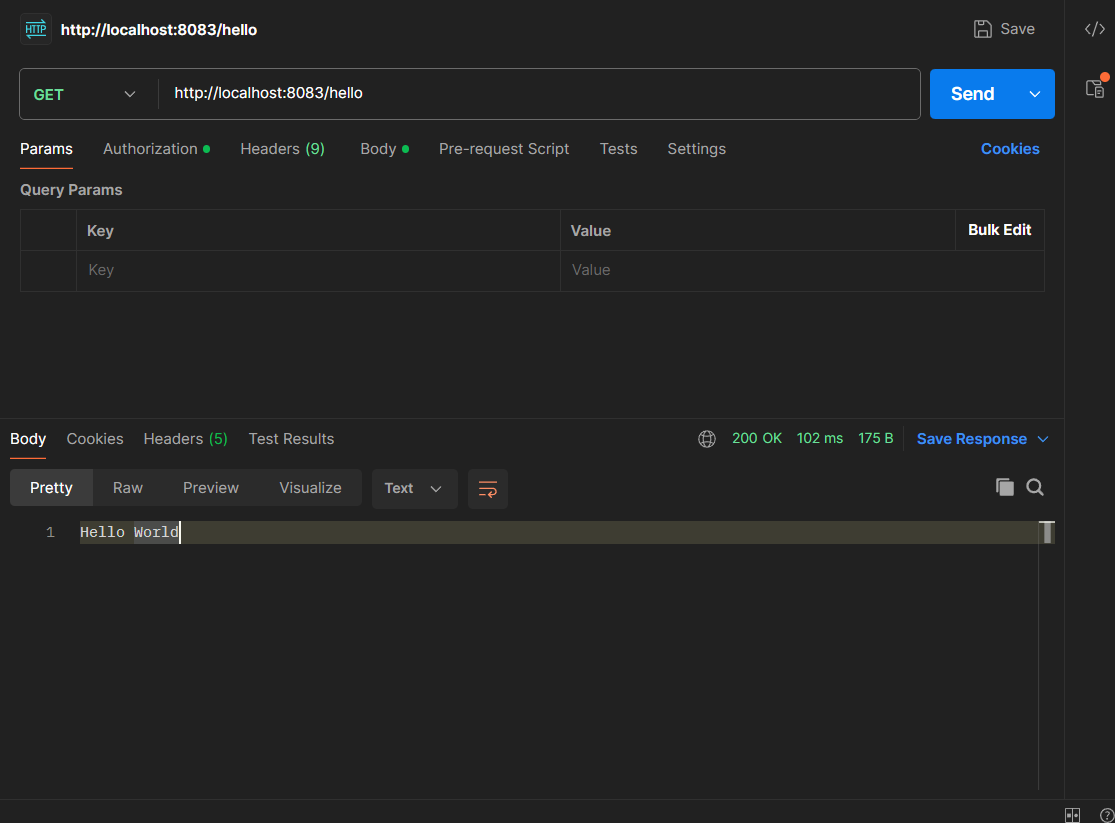 HTTP http://localhost:8083/hello Save </>
GET http://localhost:8083/hello Send
Params Authorization Headers (9) Body Pre-request Script Tests Settings Cookies
Query Params
Key Value Bulk Edit
Key Value
Body Cookies Headers (5) Test Results 200 OK 102 ms 175 B Save Response
Pretty Raw Preview Visualize Text
1 Hello World